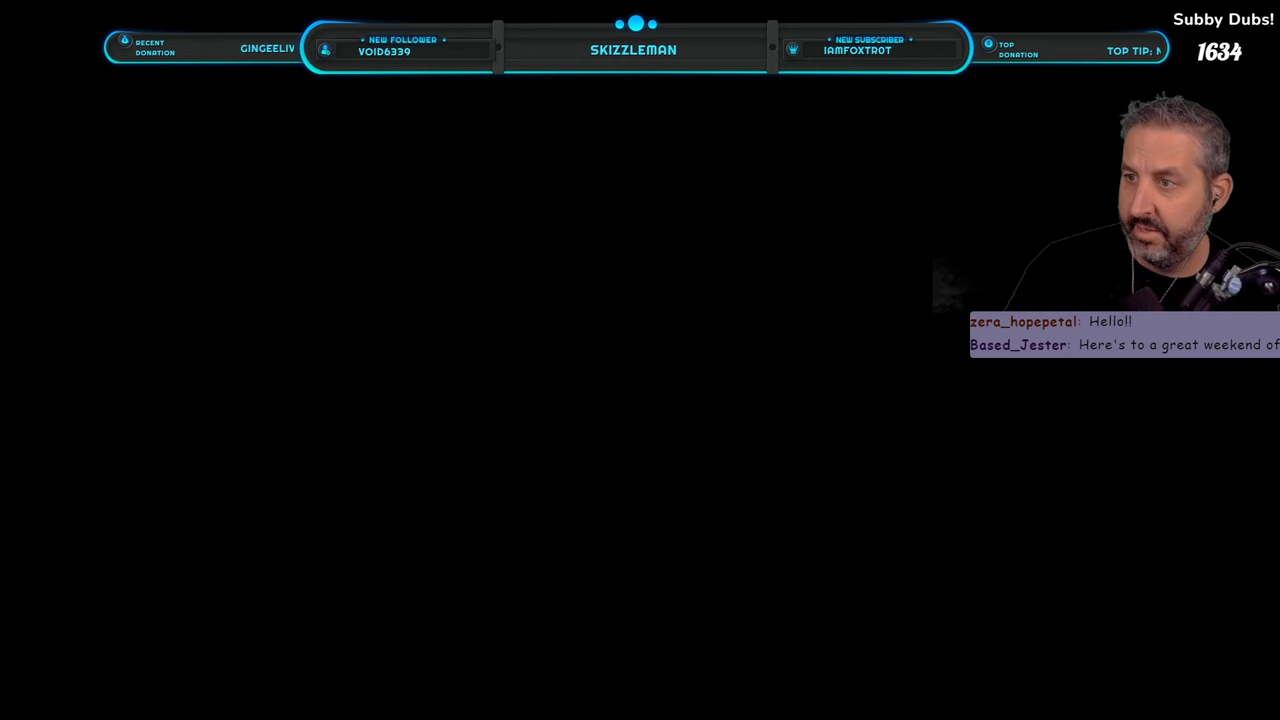 Subby Dubs!
1634
RECENT
DONATION
GINGEELIV
NEW FOLLOWER
VOID6339
SKIZZLEMAN
NEW SUBSCRIBER
IAMFOXTR0T
TOP
DONATION
TOP TIP:
zera_hopepetal: Hello!!
Based_Jester: Here's to a great weekend of